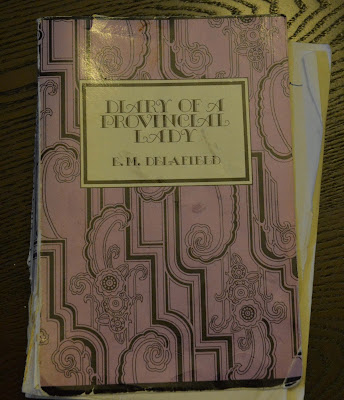 DIARY OF A
PROVINCIAL
LADY
E. M. DELAFIELD